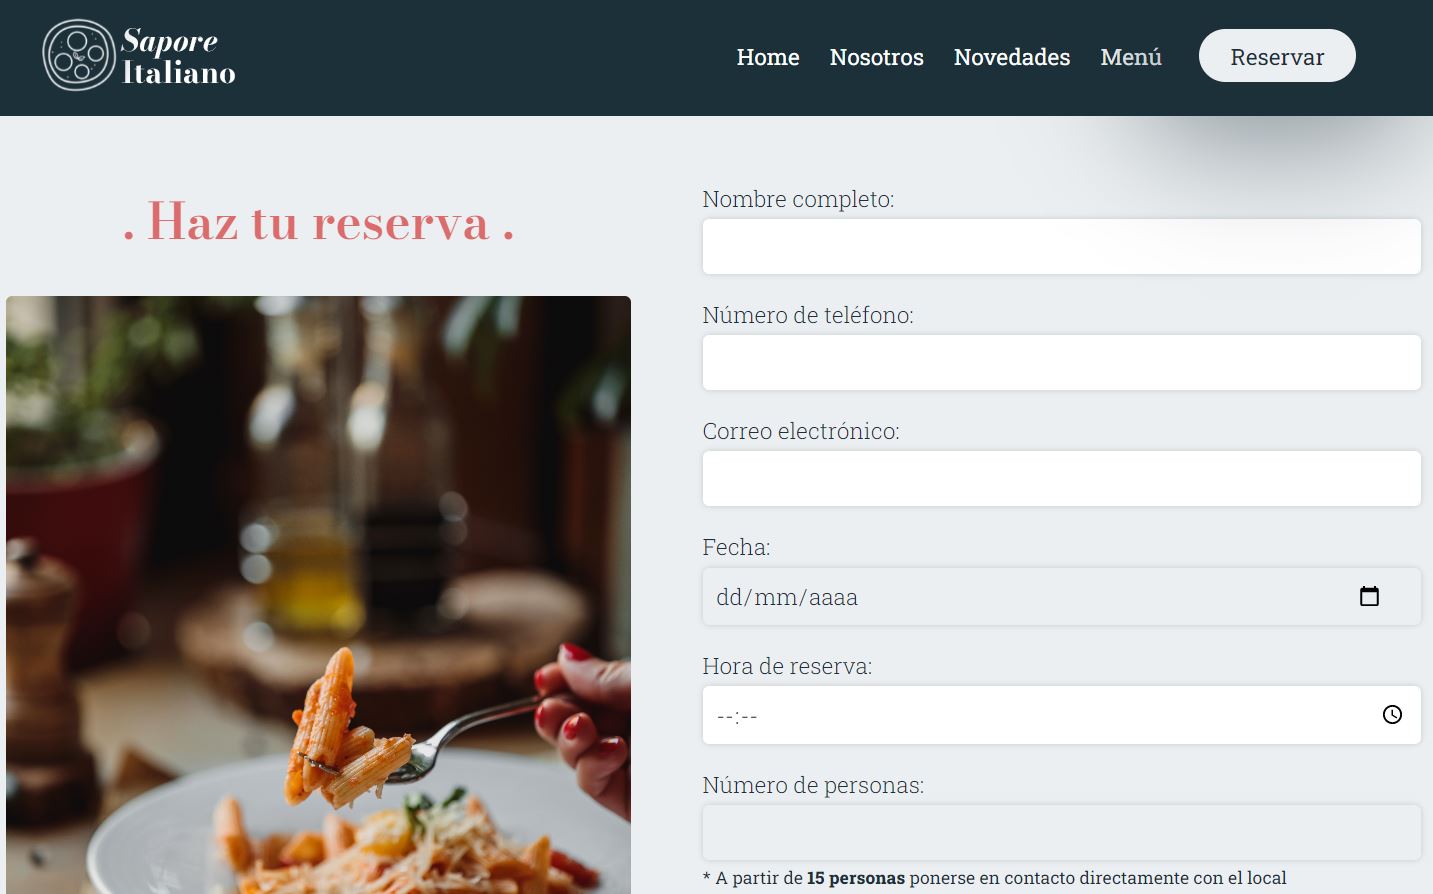 Sapore
Italiano
Home Nosotros Novedades Menú Reservar
. Haz tu reserva .
Nombre completo:
Número de teléfono:
Correo electrónico:
Fecha:
dd/mm/aaaa
Hora de reserva:
--:--
Número de personas:
* A partir de 15 personas ponerse en contacto directamente con el local